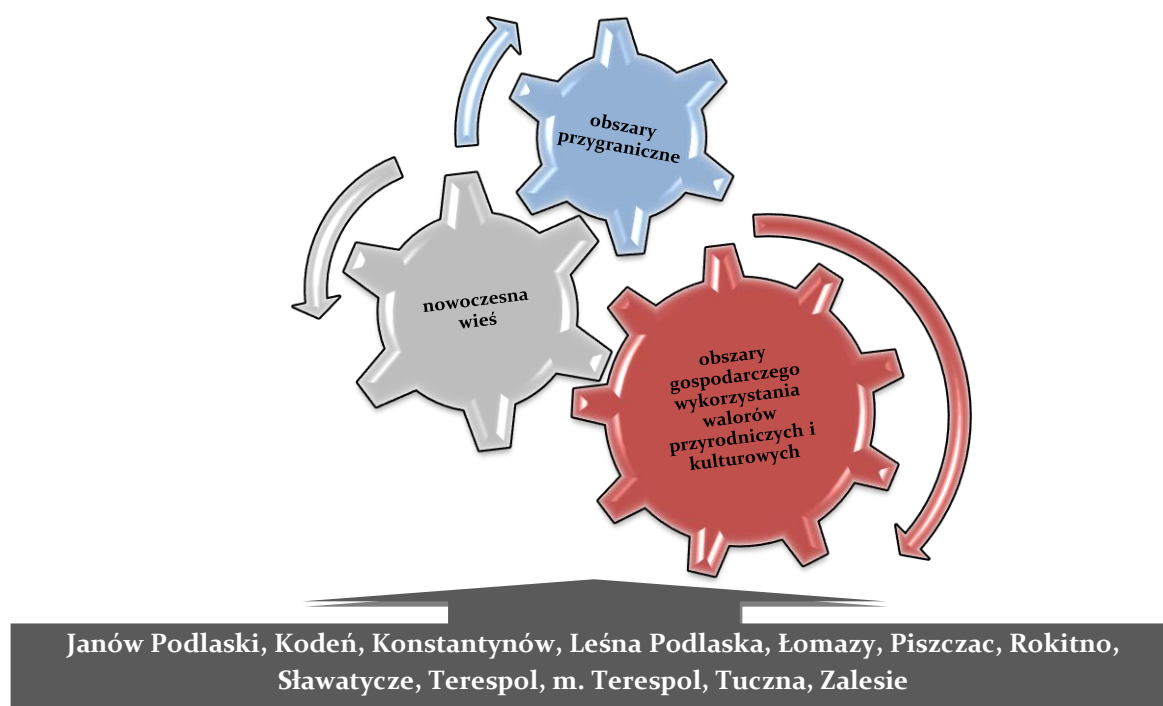 obszary
przygraniczne
nowoczesna
wieś
obszary
gospodarczego
wykorzystania
walorów
przyrodniczych i
kulturowych
Janów Podlaski, Kodeń, Konstantynów, Leśna Podlaska, Łomazy, Piszczac, Rokitno,
Sławatycze, Terespol, m. Terespol, Tuczna, Zalesie